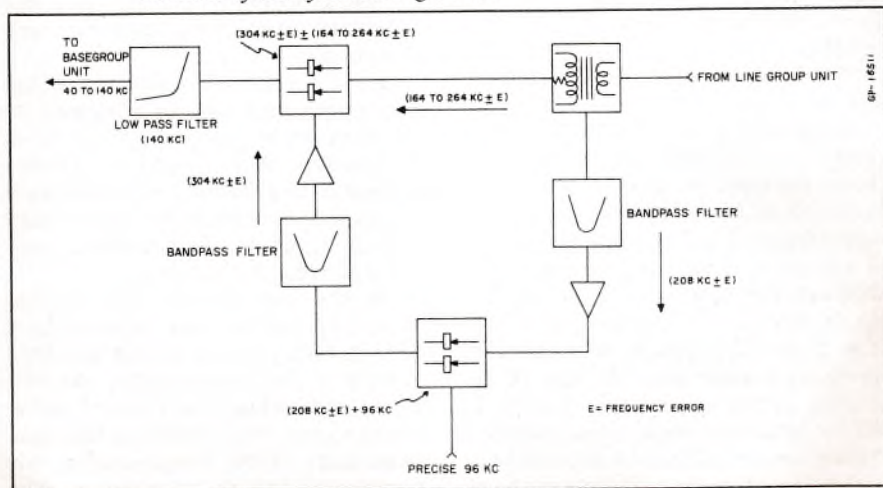 TO
BASEGROUP
UNIT
40 TO 140 KC
LOW PASS FILTER
(140 KC)
(304 KC ± E) ± (164 TO 264 KC ± E)
(164 TO 264 KC ± E)
FROM LINE GROUP UNIT
GP-16511
(304 KC ± E)
BANDPASS FILTER
BANDPASS FILTER
(208 KC ± E)
(208 KC ± E) + 96 KC
E = FREQUENCY ERROR
PRECISE 96 KC